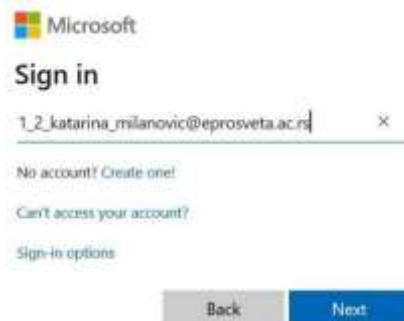 Microsoft
Sign in
1_2_katarina_milanovic@eprosveta.ac.rs
No account? Create one!
Can't access your account?
Sign-in options
Back Next